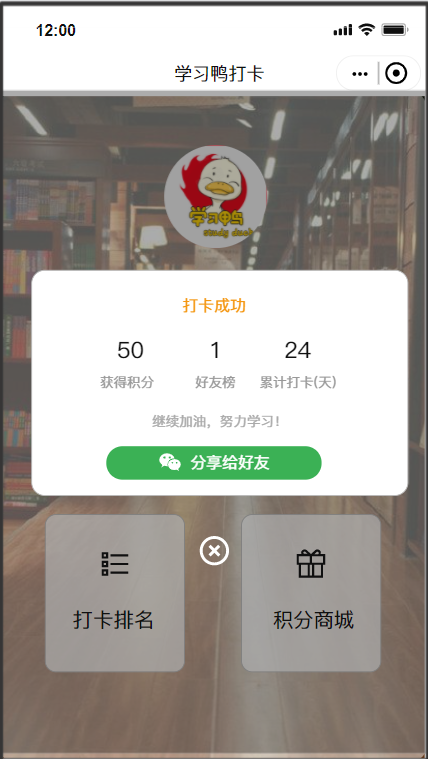 12:00
学习鸭打卡
学习鸭
study duck
打卡成功
50 1 24
获得积分 好友榜 累计打卡(天)
继续加油，努力学习！
分享给好友
打卡排名 积分商城